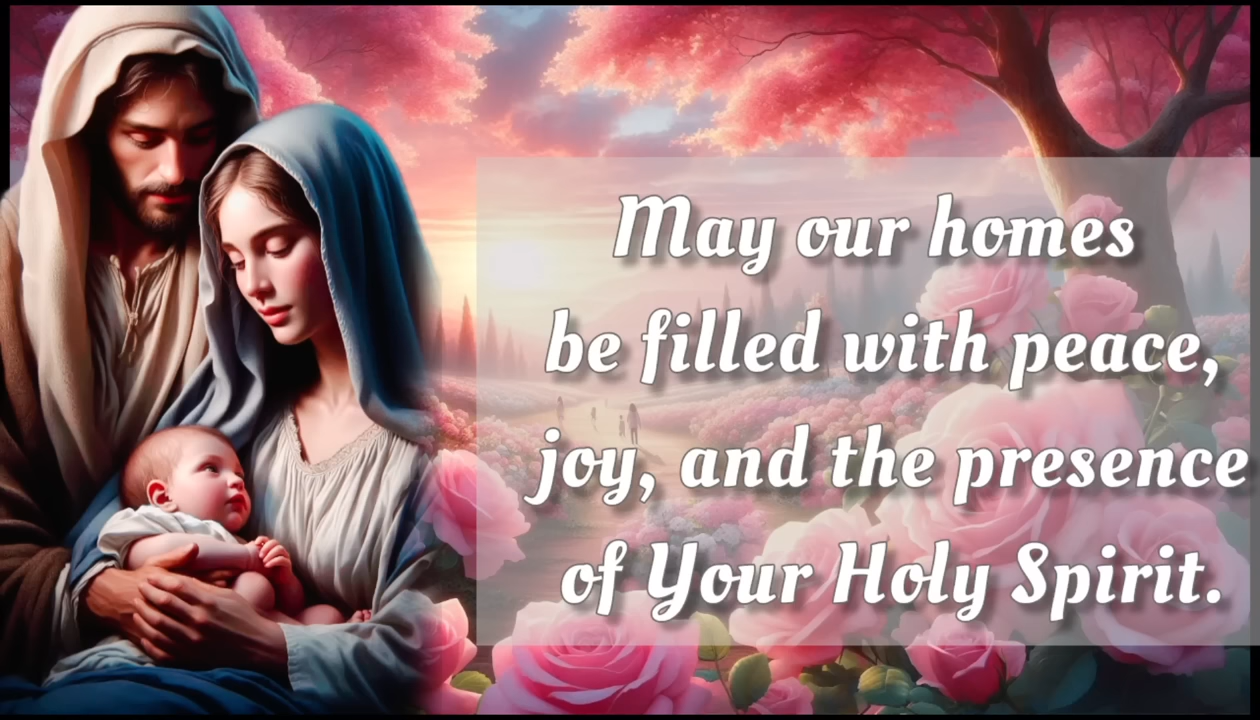 May our homes
be filled with peace,
joy, and the presence
of Your Holy Spirit.